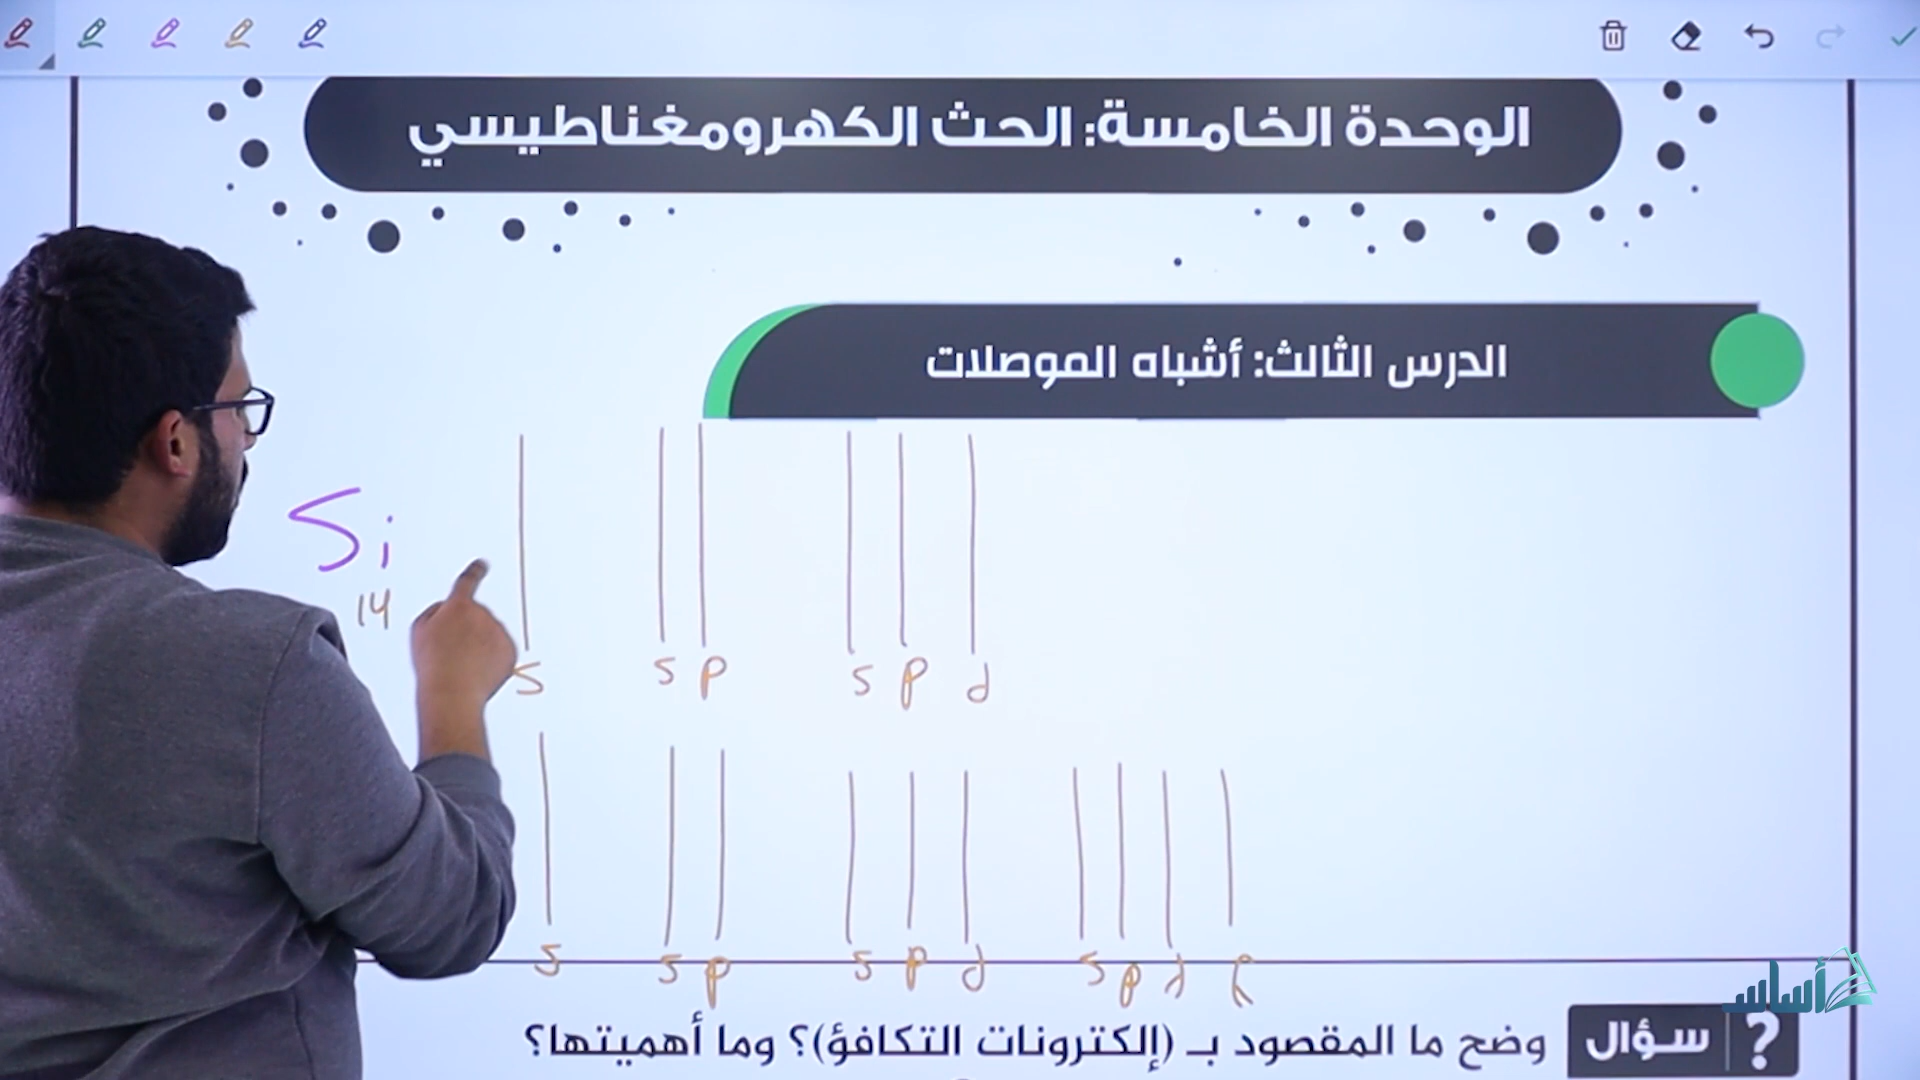 الوحدة الخامسة: الحث الكهرومغناطيسي
الدرس الثالث: أشباه الموصلات
Si
14
s s p s p d
s s p s p d s p d f
أساس
سؤال ?
وضح ما المقصود بـ (إلكترونات التكافؤ)؟ وما أهميتها؟